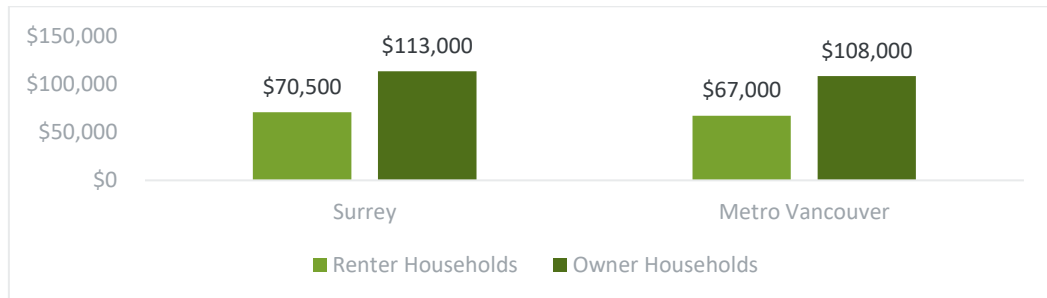 $150,000
$113,000
$108,000
$100,000
$70,500
$67,000
$50,000
$0
Surrey
Metro Vancouver
Renter Households
Owner Households